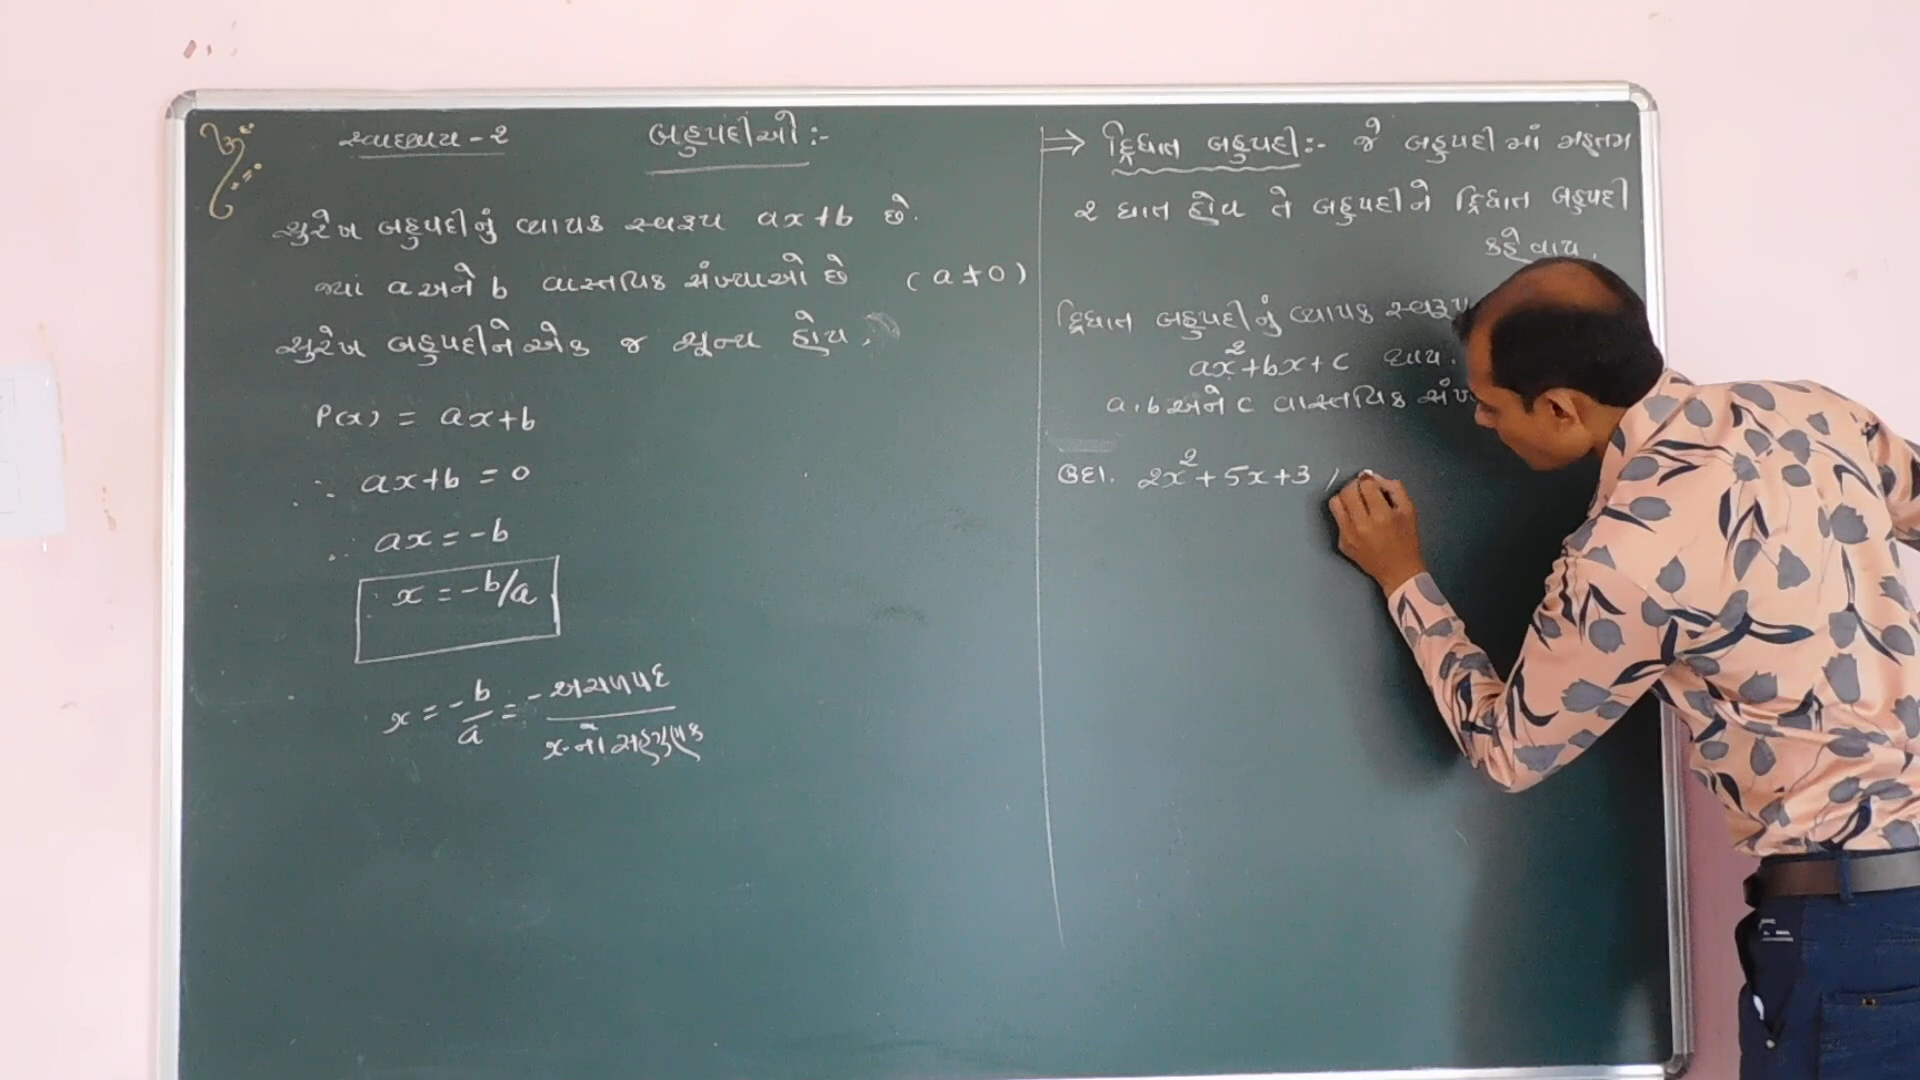 સ્વાધ્યાય - ૨
બહુપદીઓ :-
સુરેખ બહુપદીનું વ્યાપક સ્વરૂપ ax+b છે.
જ્યાં a અને b વાસ્તવિક સંખ્યાઓ છે (a ≠ 0)
સુરેખ બહુપદીને એક જ શૂન્ય હોય.
P(x) = ax+b
∴ ax+b = 0
∴ ax = -b
∴ x = -b/a
x = -b/a = - અચળપદ / x-નો સહગુણક
⇒ દ્વિઘાત બહુપદી :- જે બહુપદી માં મહતમ
૨ ઘાત હોય તે બહુપદીને દ્વિઘાત બહુપદી
કહેવાય.
દ્વિઘાત બહુપદીનું વ્યાપક સ્વરૂપ
ax²+bx+c થાય.
a, b અને c વાસ્તવિક
ઉદા. 2x²+5x+3 ,